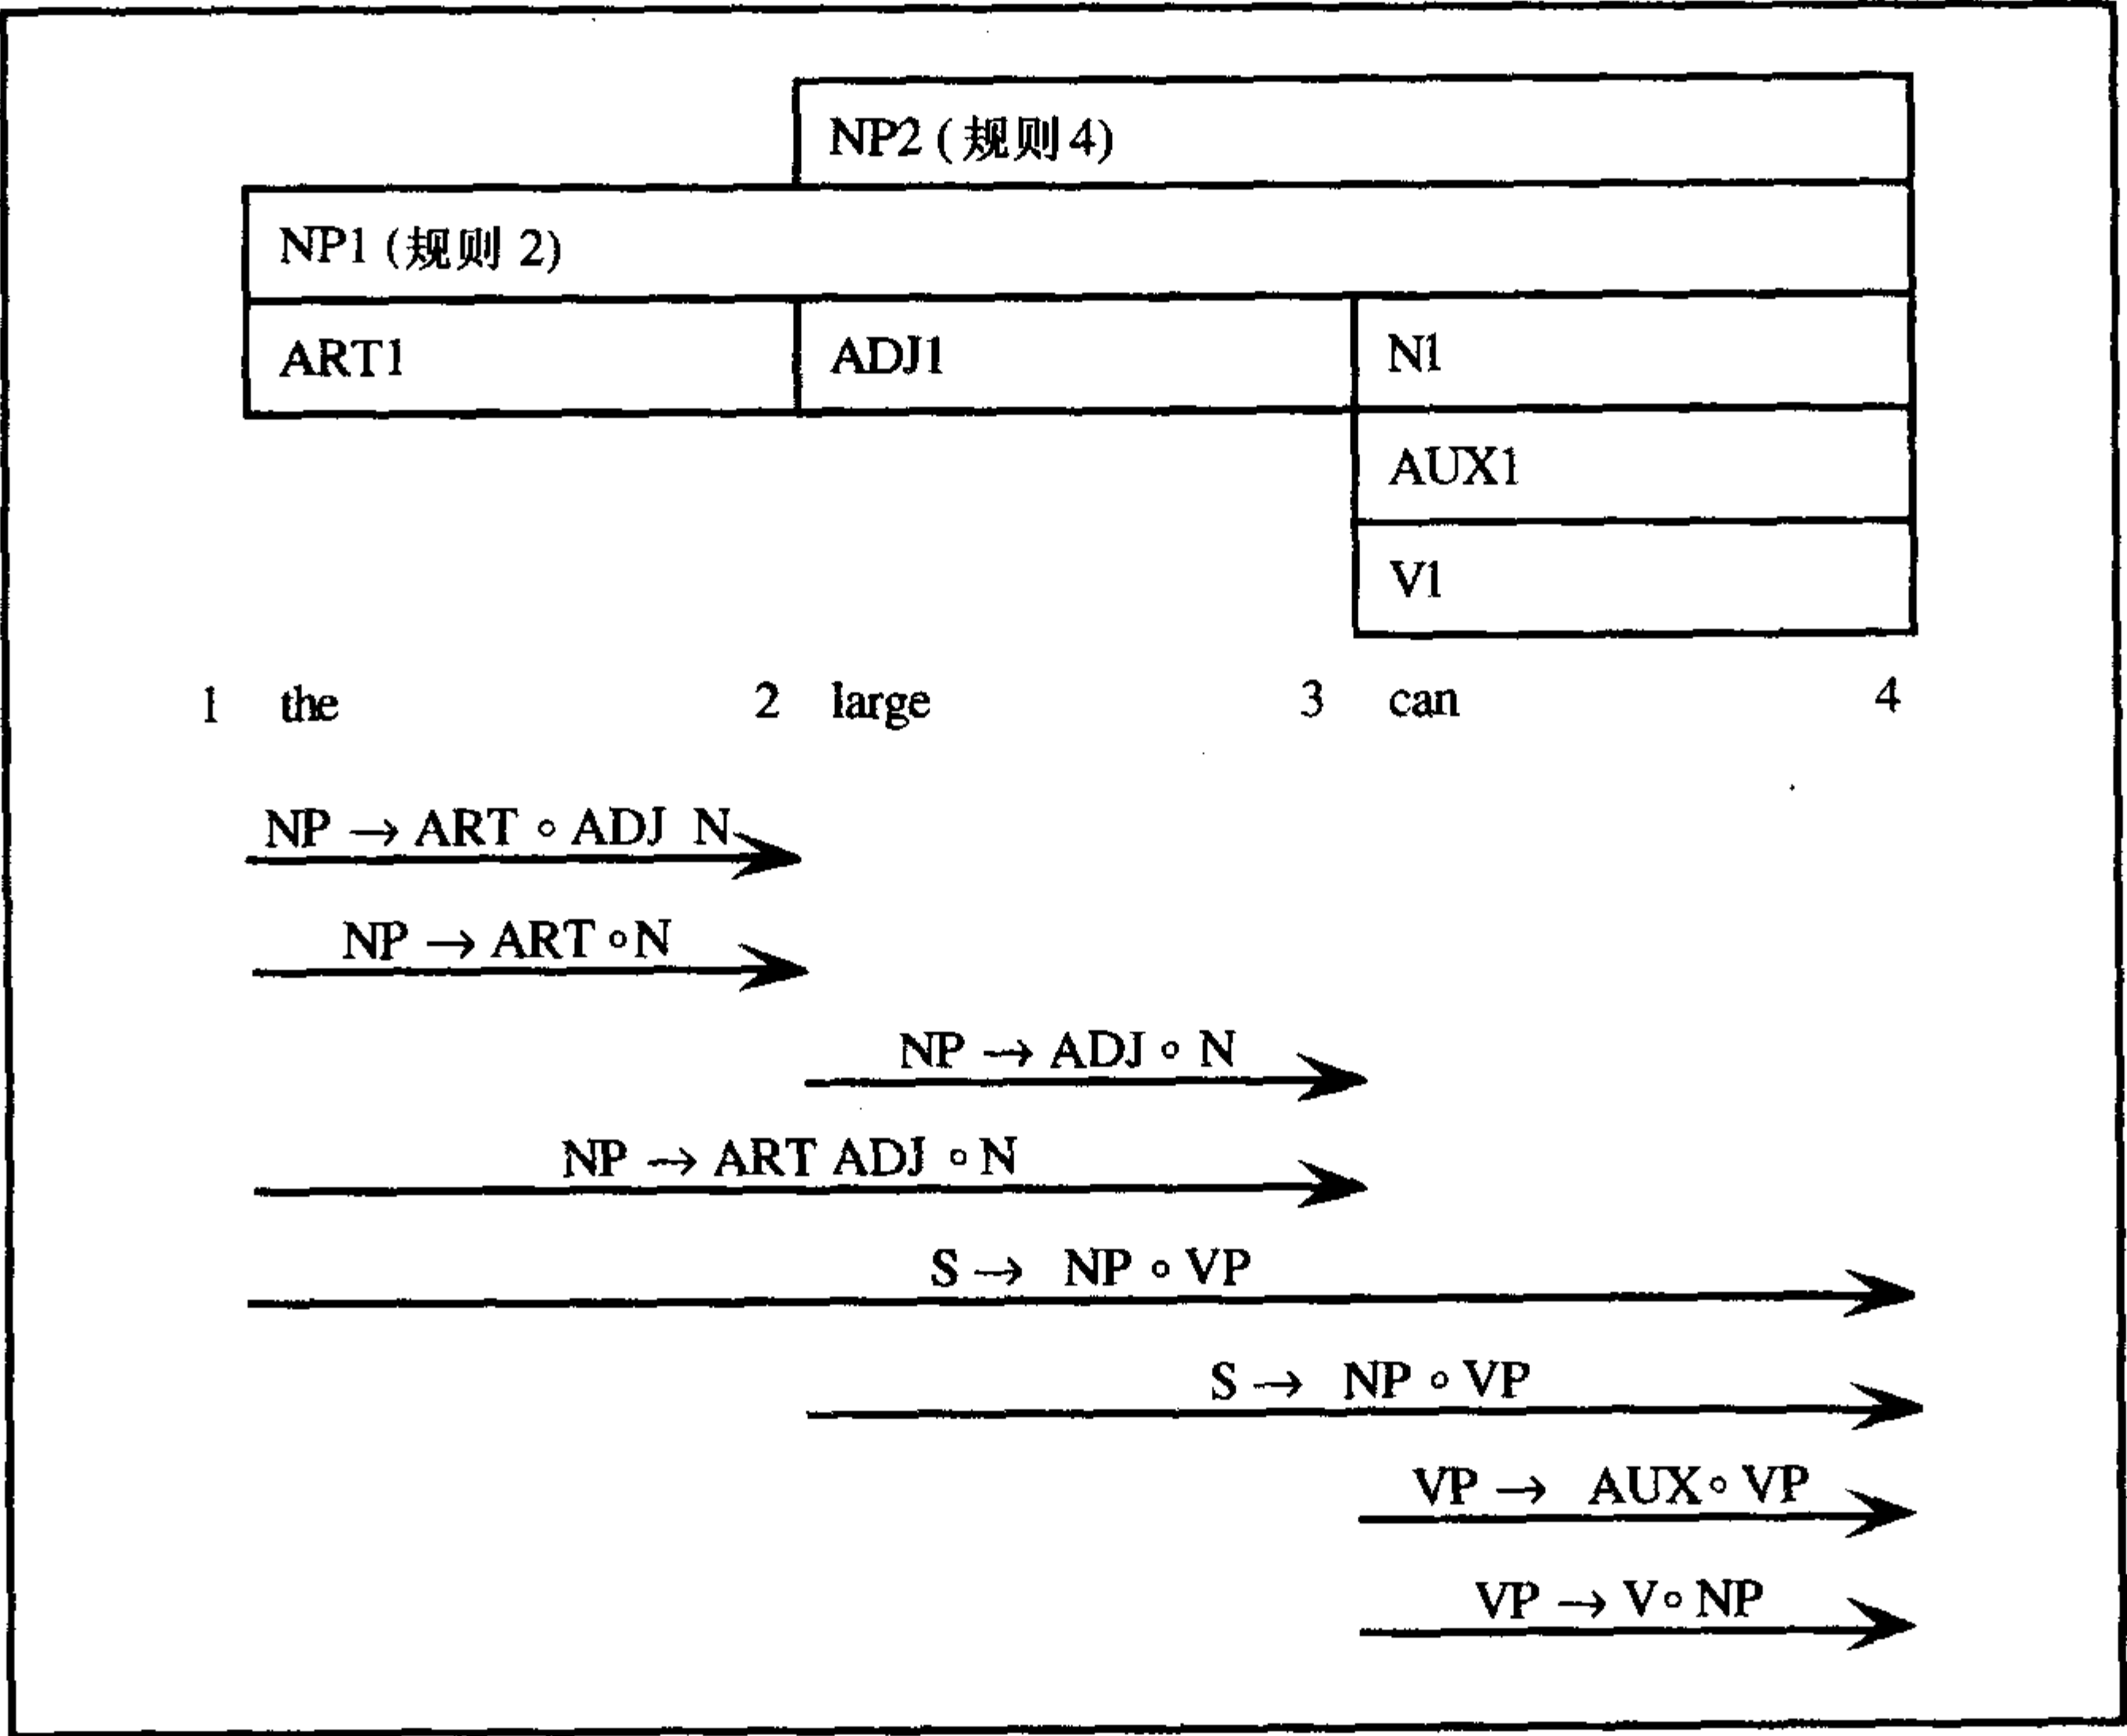 NP2 (规则4)
NP1 (规则 2)
ART1 ADJ1 N1
AUX1
V1
1 the 2 large 3 can 4
NP → ART ∘ ADJ N
NP → ART ∘ N
NP → ADJ ∘ N
NP → ART ADJ ∘ N
S → NP ∘ VP
S → NP ∘ VP
VP → AUX ∘ VP
VP → V ∘ NP